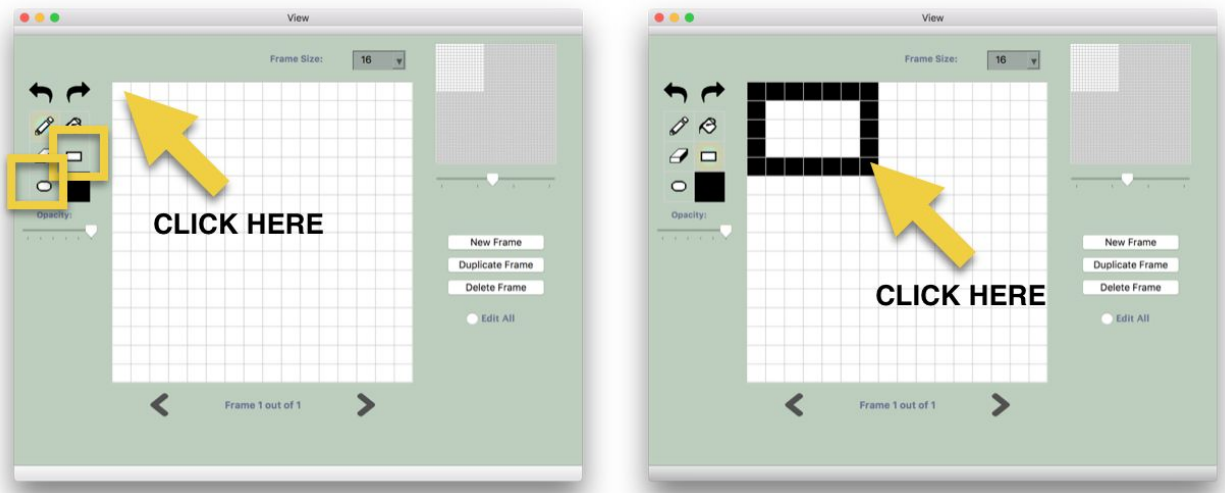 View
Frame Size: 16
Opacity:
CLICK HERE
New Frame
Duplicate Frame
Delete Frame
Edit All
Frame 1 out of 1
View
Frame Size: 16
Opacity:
CLICK HERE
New Frame
Duplicate Frame
Delete Frame
Edit All
Frame 1 out of 1